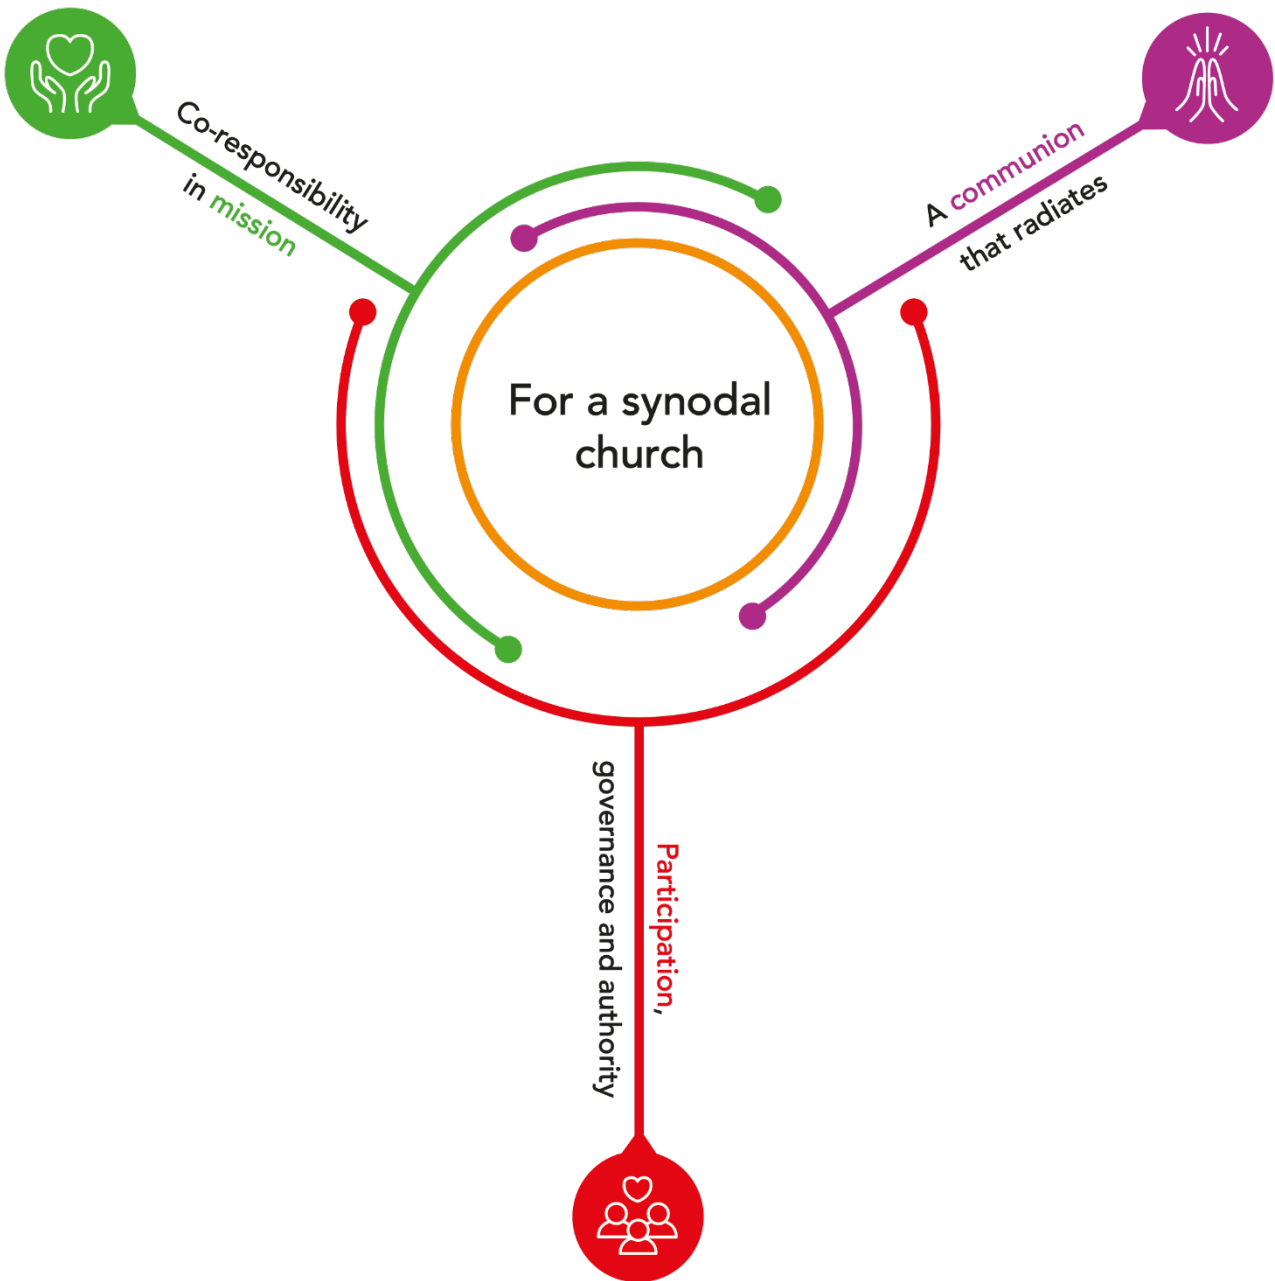 Co-responsibility
in mission
A communion
that radiates
For a synodal
church
Participation,
governance and authority